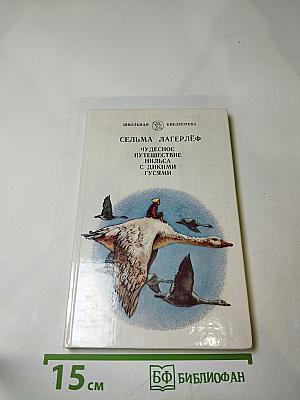 ШКОЛЬНАЯ БИБЛИОТЕКА
СЕЛЬМА ЛАГЕРЛЁФ
ЧУДЕСНОЕ
ПУТЕШЕСТВИЕ
НИЛЬСА
С ДИКИМИ
ГУСЯМИ
15 см
БФ БИБЛИОФАН